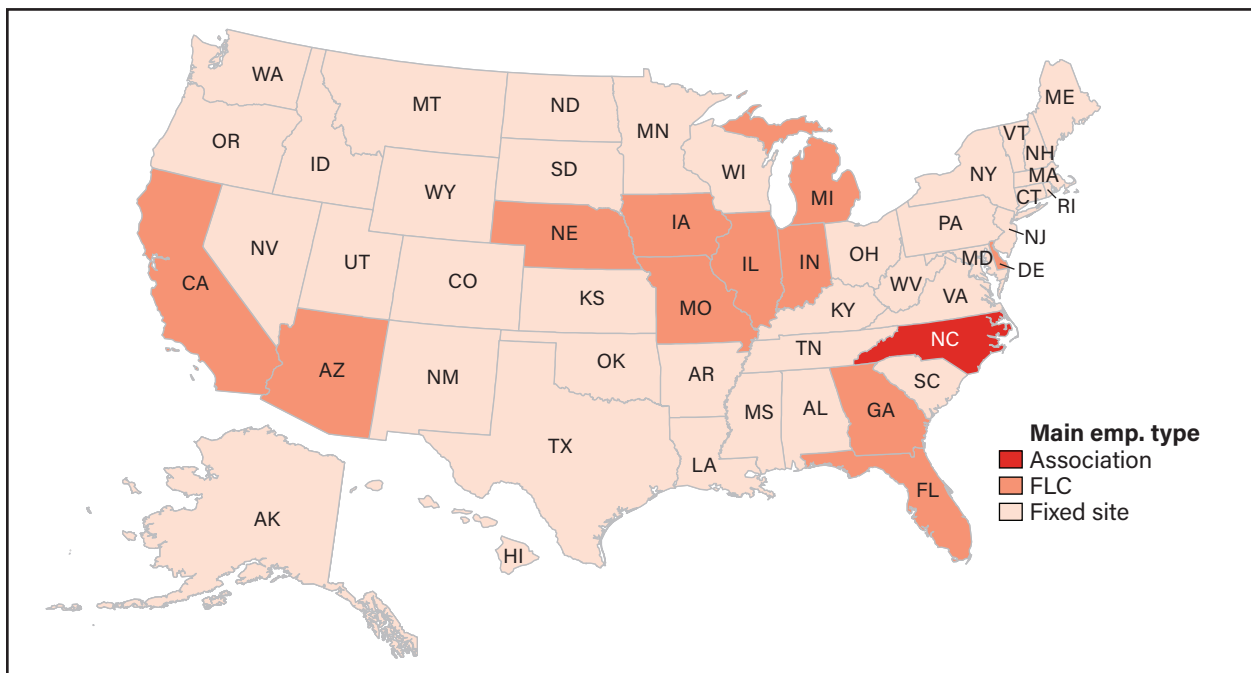 WA
MT
ND
MN
ME
VT
NH
OR
ID
WY
SD
WI
NY
MA
CT
RI
MI
NV
UT
CO
NE
IA
PA
NJ
IL
IN
OH
MD
DE
CA
KS
MO
WV
VA
KY
AZ
NM
OK
AR
TN
NC
SC
TX
LA
MS
AL
GA
FL
AK
HI
Main emp. type
Association
FLC
Fixed site